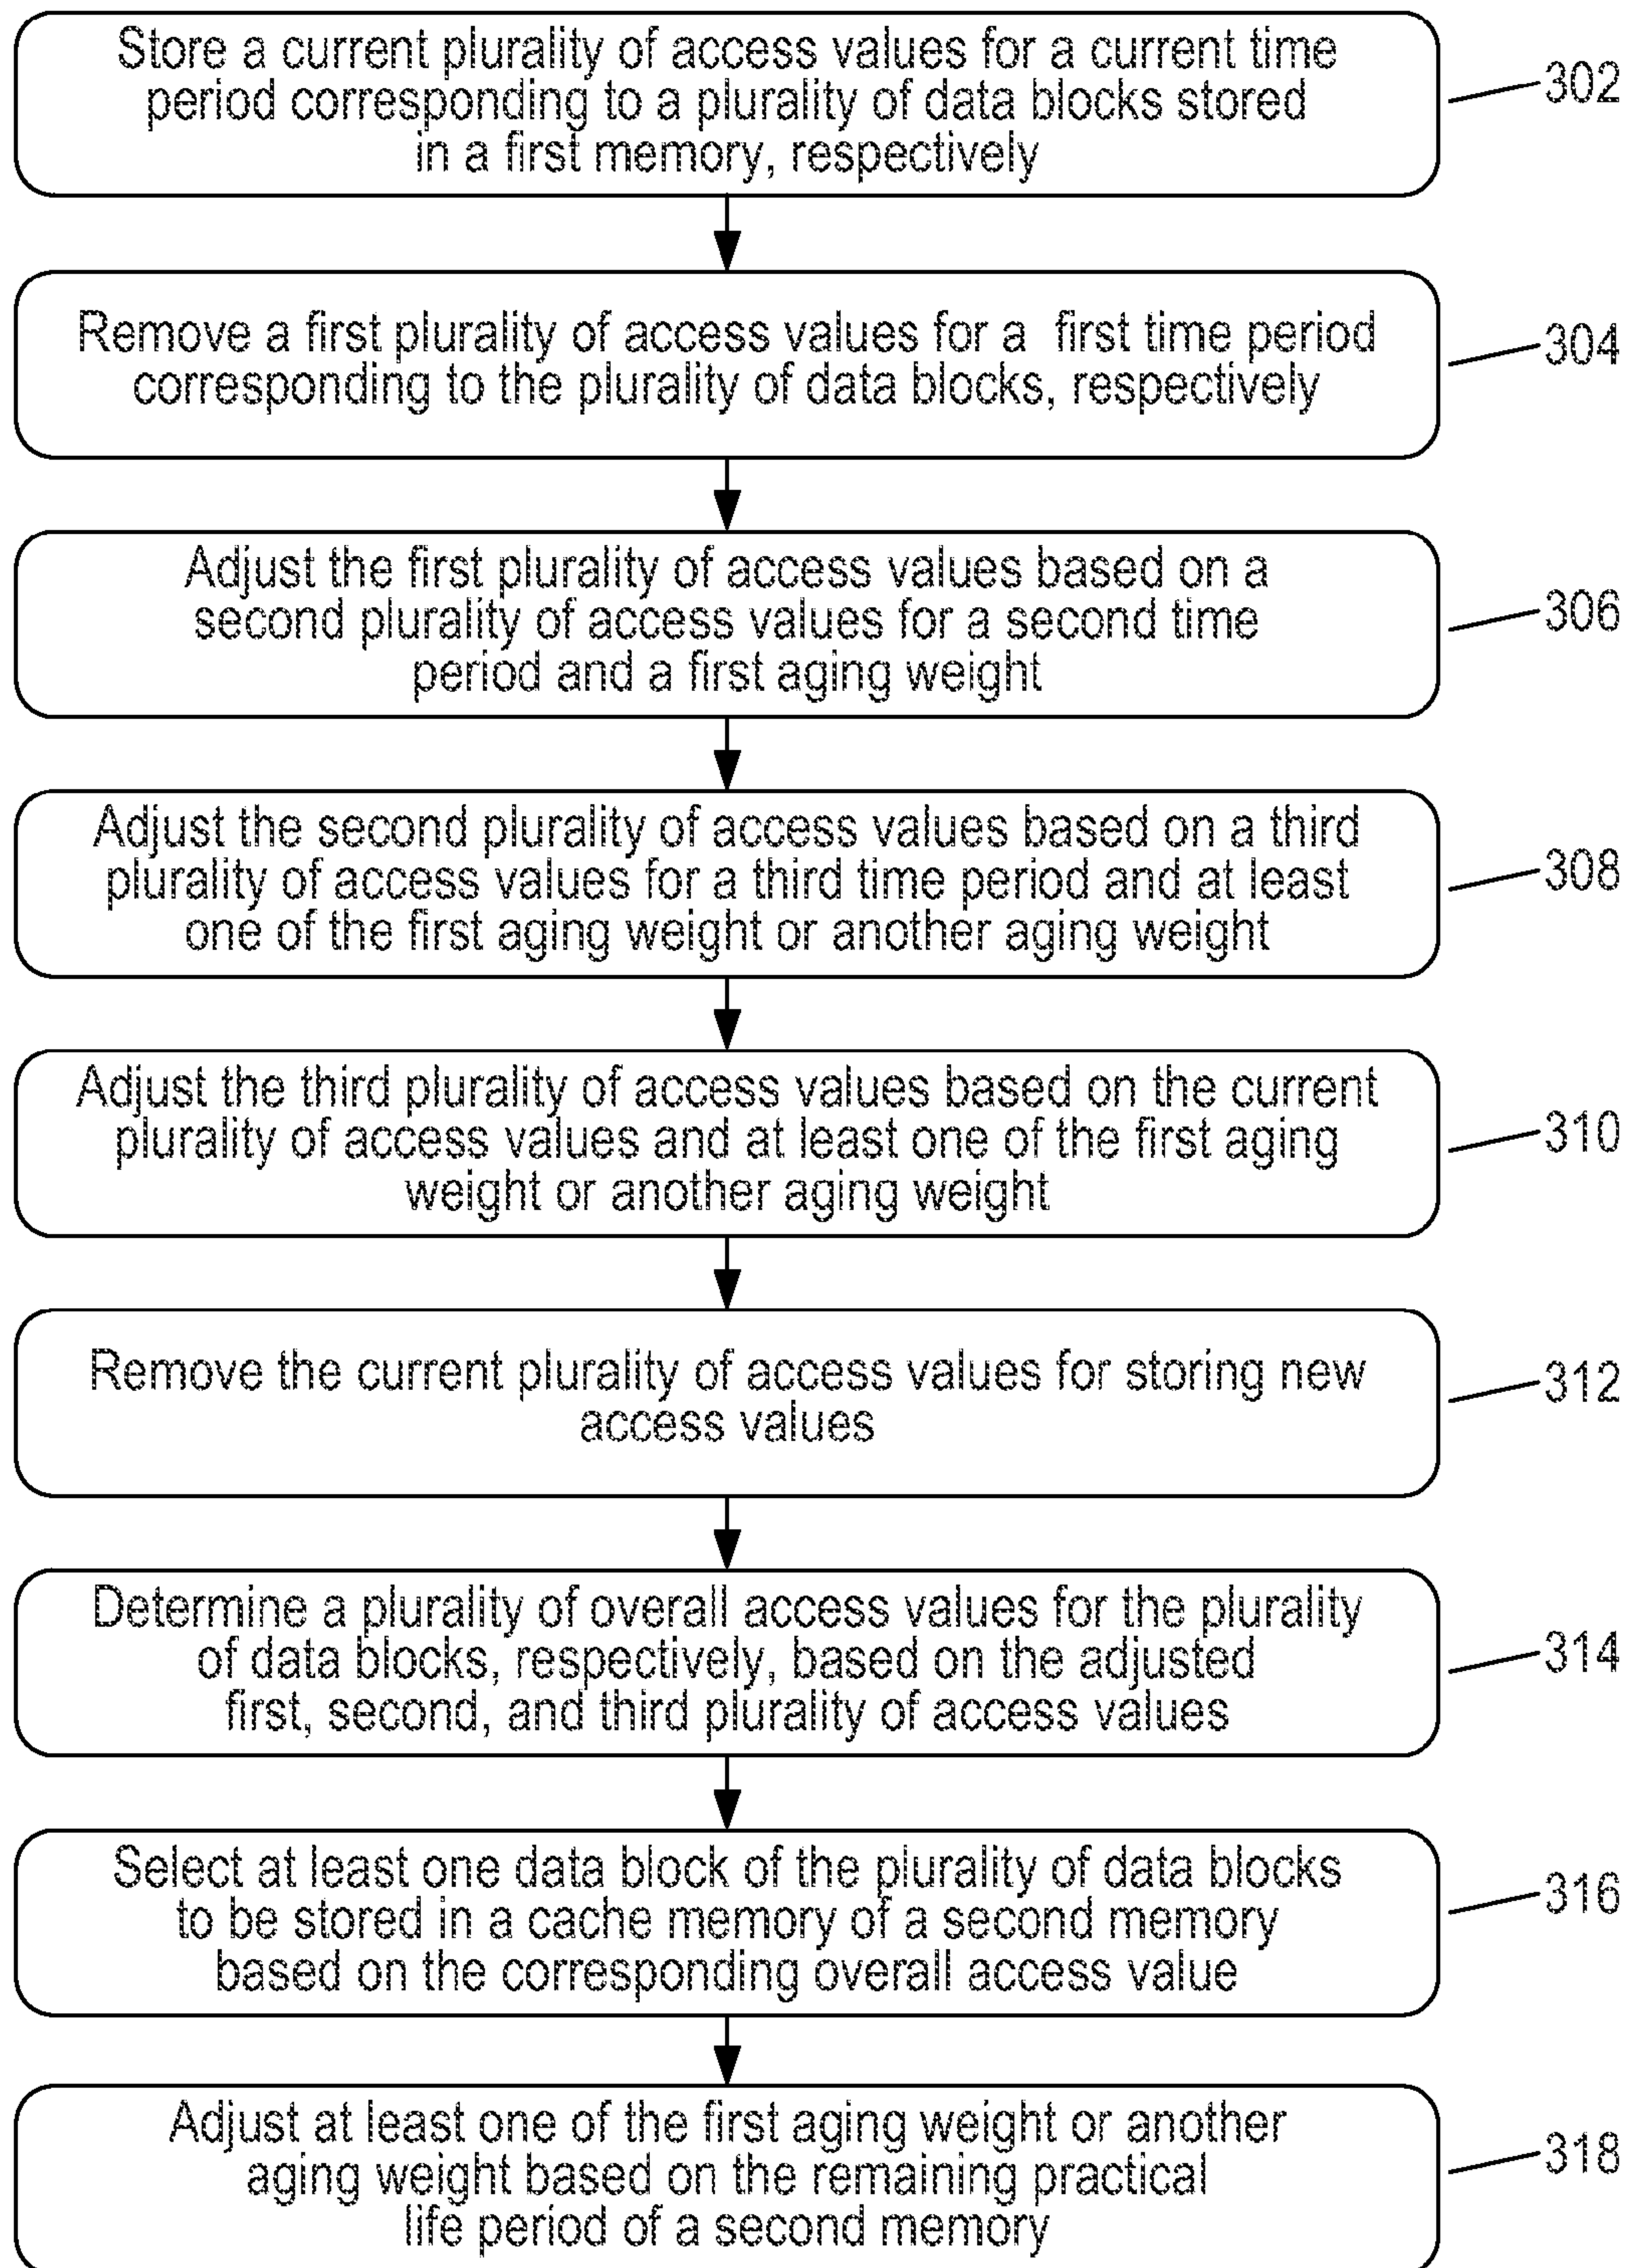 Store a current plurality of access values for a current time
period corresponding to a plurality of data blocks stored
in a first memory, respectively
302
Remove a first plurality of access values for a first time period
corresponding to the plurality of data blocks, respectively
304
Adjust the first plurality of access values based on a
second plurality of access values for a second time
period and a first aging weight
306
Adjust the second plurality of access values based on a third
plurality of access values for a third time period and at least
one of the first aging weight or another aging weight
308
Adjust the third plurality of access values based on the current
plurality of access values and at least one of the first aging
weight or another aging weight
310
Remove the current plurality of access values for storing new
access values
312
Determine a plurality of overall access values for the plurality
of data blocks, respectively, based on the adjusted
first, second, and third plurality of access values
314
Select at least one data block of the plurality of data blocks
to be stored in a cache memory of a second memory
based on the corresponding overall access value
316
Adjust at least one of the first aging weight or another
aging weight based on the remaining practical
life period of a second memory
318